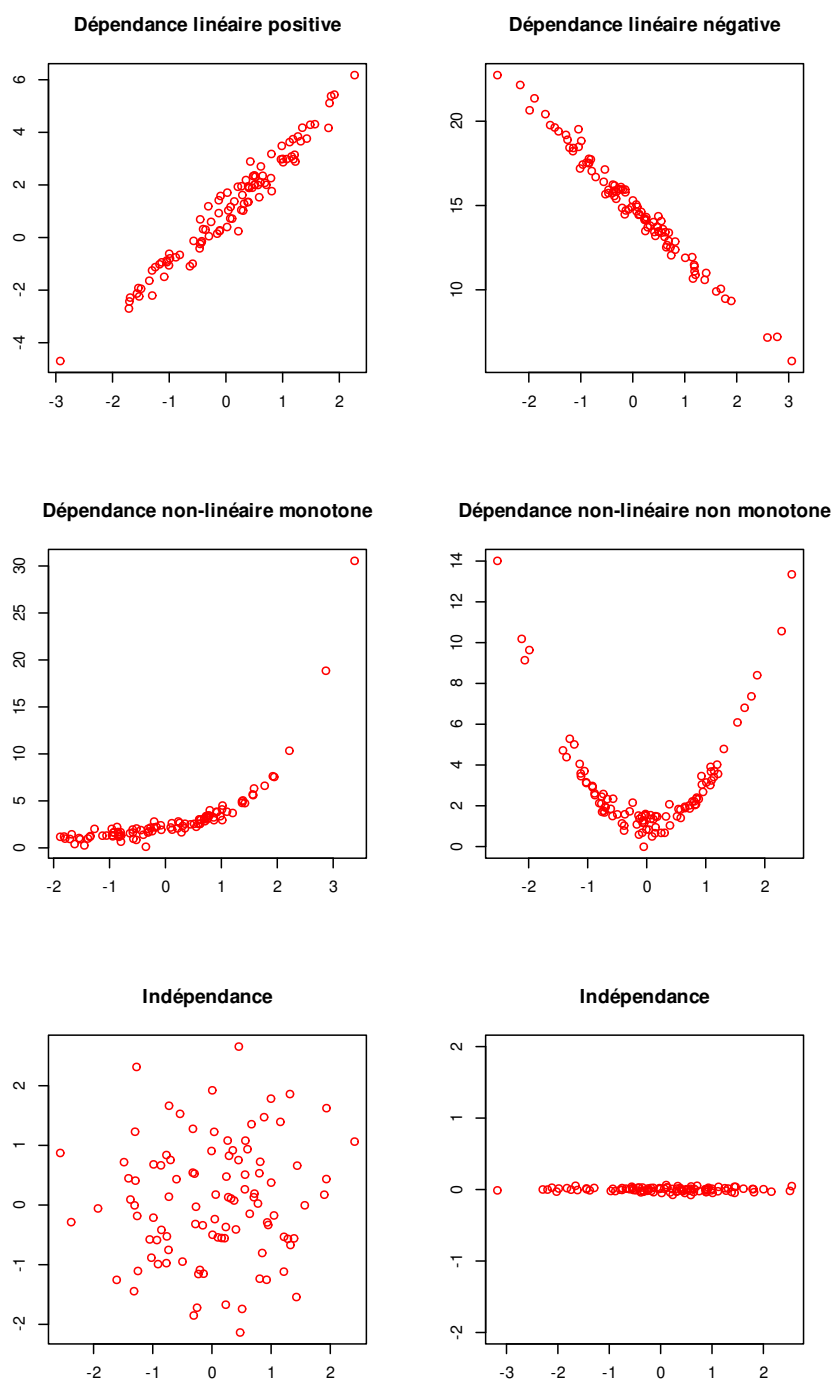 Dépendance linéaire positive
6
4
2
0
-2
-4
-3 -2 -1 0 1 2
Dépendance linéaire négative
20
15
10
-2 -1 0 1 2 3
Dépendance non-linéaire monotone
30
25
20
15
10
5
0
-2 -1 0 1 2 3
Dépendance non-linéaire non monotone
14
12
10
8
6
4
2
0
-2 -1 0 1 2
Indépendance
2
1
0
-1
-2
-2 -1 0 1 2
Indépendance
2
1
0
-1
-2
-3 -2 -1 0 1 2